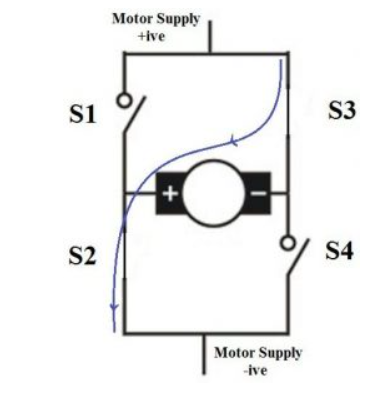 Motor Supply
+ive
S1
S3
+
−
S2
S4
Motor Supply
-ive